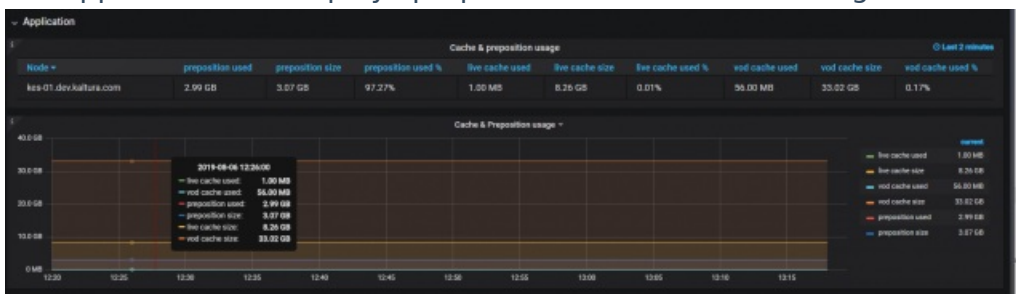 Application
Cache & preposition usage
Last 2 minutes
Node preposition used preposition size preposition used % live cache used live cache size live cache used % vod cache used vod cache size vod cache used %
kes-01.dev.kaltura.com 2.99 GB 3.07 GB 97.27% 1.00 MB 8.26 GB 0.01% 56.00 MB 33.02 GB 0.17%
Cache & Preposition usage
40.0 GB
30.0 GB
20.0 GB
10.0 GB
0 MB
12:20 12:25 12:30 12:35 12:40 12:45 12:50 12:55 13:00 13:05 13:10 13:15
2019-08-06 12:26:00
live cache used: 1.00 MB
vod cache used: 56.00 MB
preposition used: 2.99 GB
preposition size: 3.07 GB
live cache size: 8.26 GB
vod cache size: 33.02 GB
current
live cache used 1.00 MB
live cache size 8.26 GB
vod cache used 56.00 MB
vod cache size 33.02 GB
preposition used 2.99 GB
preposition size 3.07 GB